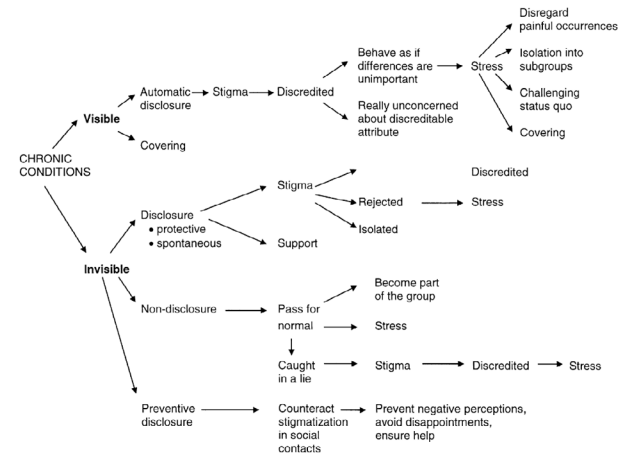 Disregard
painful occurrences
Behave as if
differences are
unimportant
Stress
Isolation into
subgroups
Automatic
disclosure
Stigma
Discredited
Challenging
status quo
Visible
Really unconcerned
about discreditable
attribute
Covering
Covering
CHRONIC
CONDITIONS
Stigma
Discredited
Rejected
Stress
Disclosure
• protective
• spontaneous
Isolated
Support
Invisible
Become part
of the group
Non-disclosure
Pass for
normal
Stress
Caught
in a lie
Stigma
Discredited
Stress
Preventive
disclosure
Counteract
stigmatization
in social
contacts
Prevent negative perceptions,
avoid disappointments,
ensure help